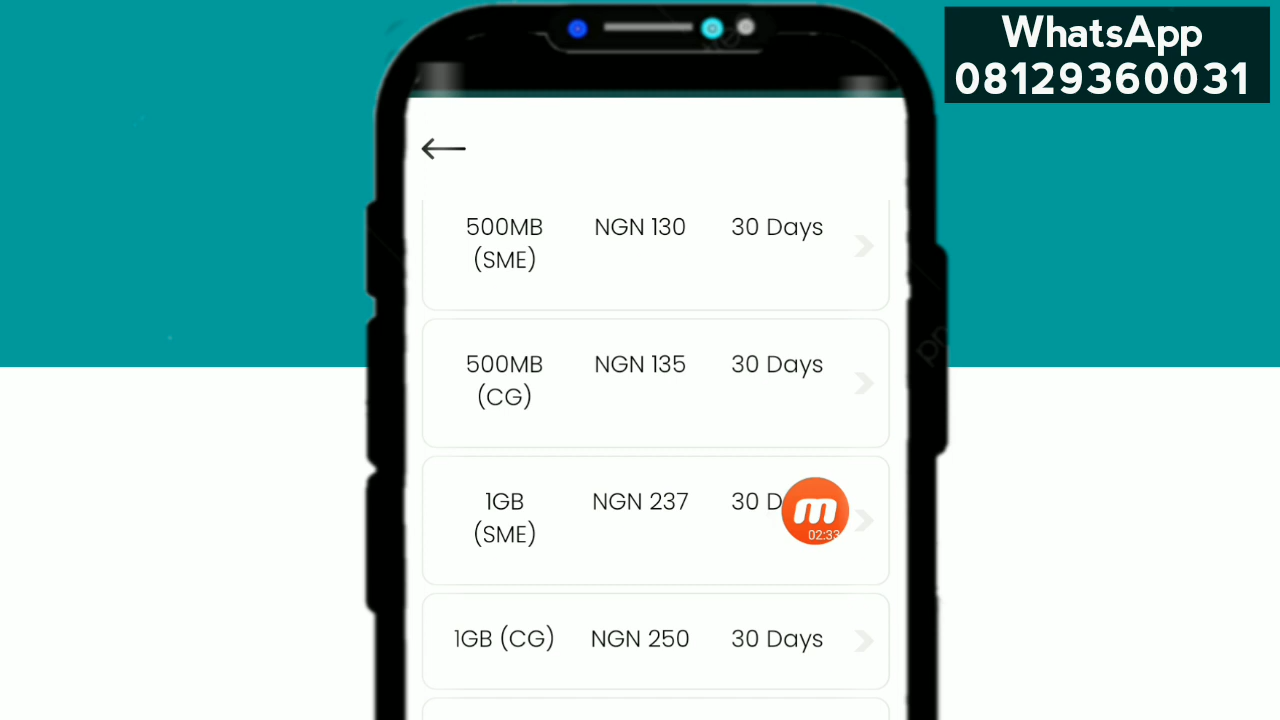 WhatsApp
08129360031
500MB NGN 130 30 Days
(SME)
500MB NGN 135 30 Days
(CG)
1GB NGN 237 30 D
(SME)
02:33
1GB (CG) NGN 250 30 Days